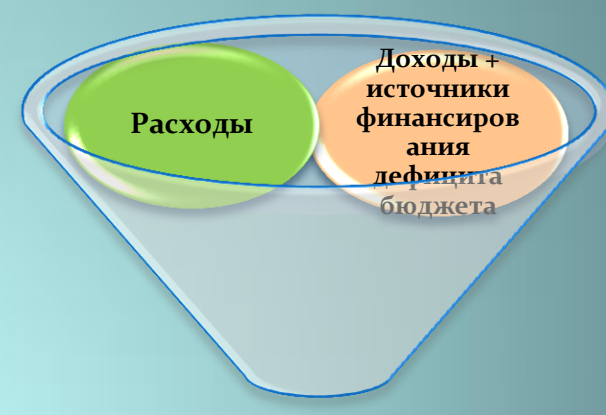 Расходы
Доходы +
источники
финансиров
ания
дефицита
бюджета